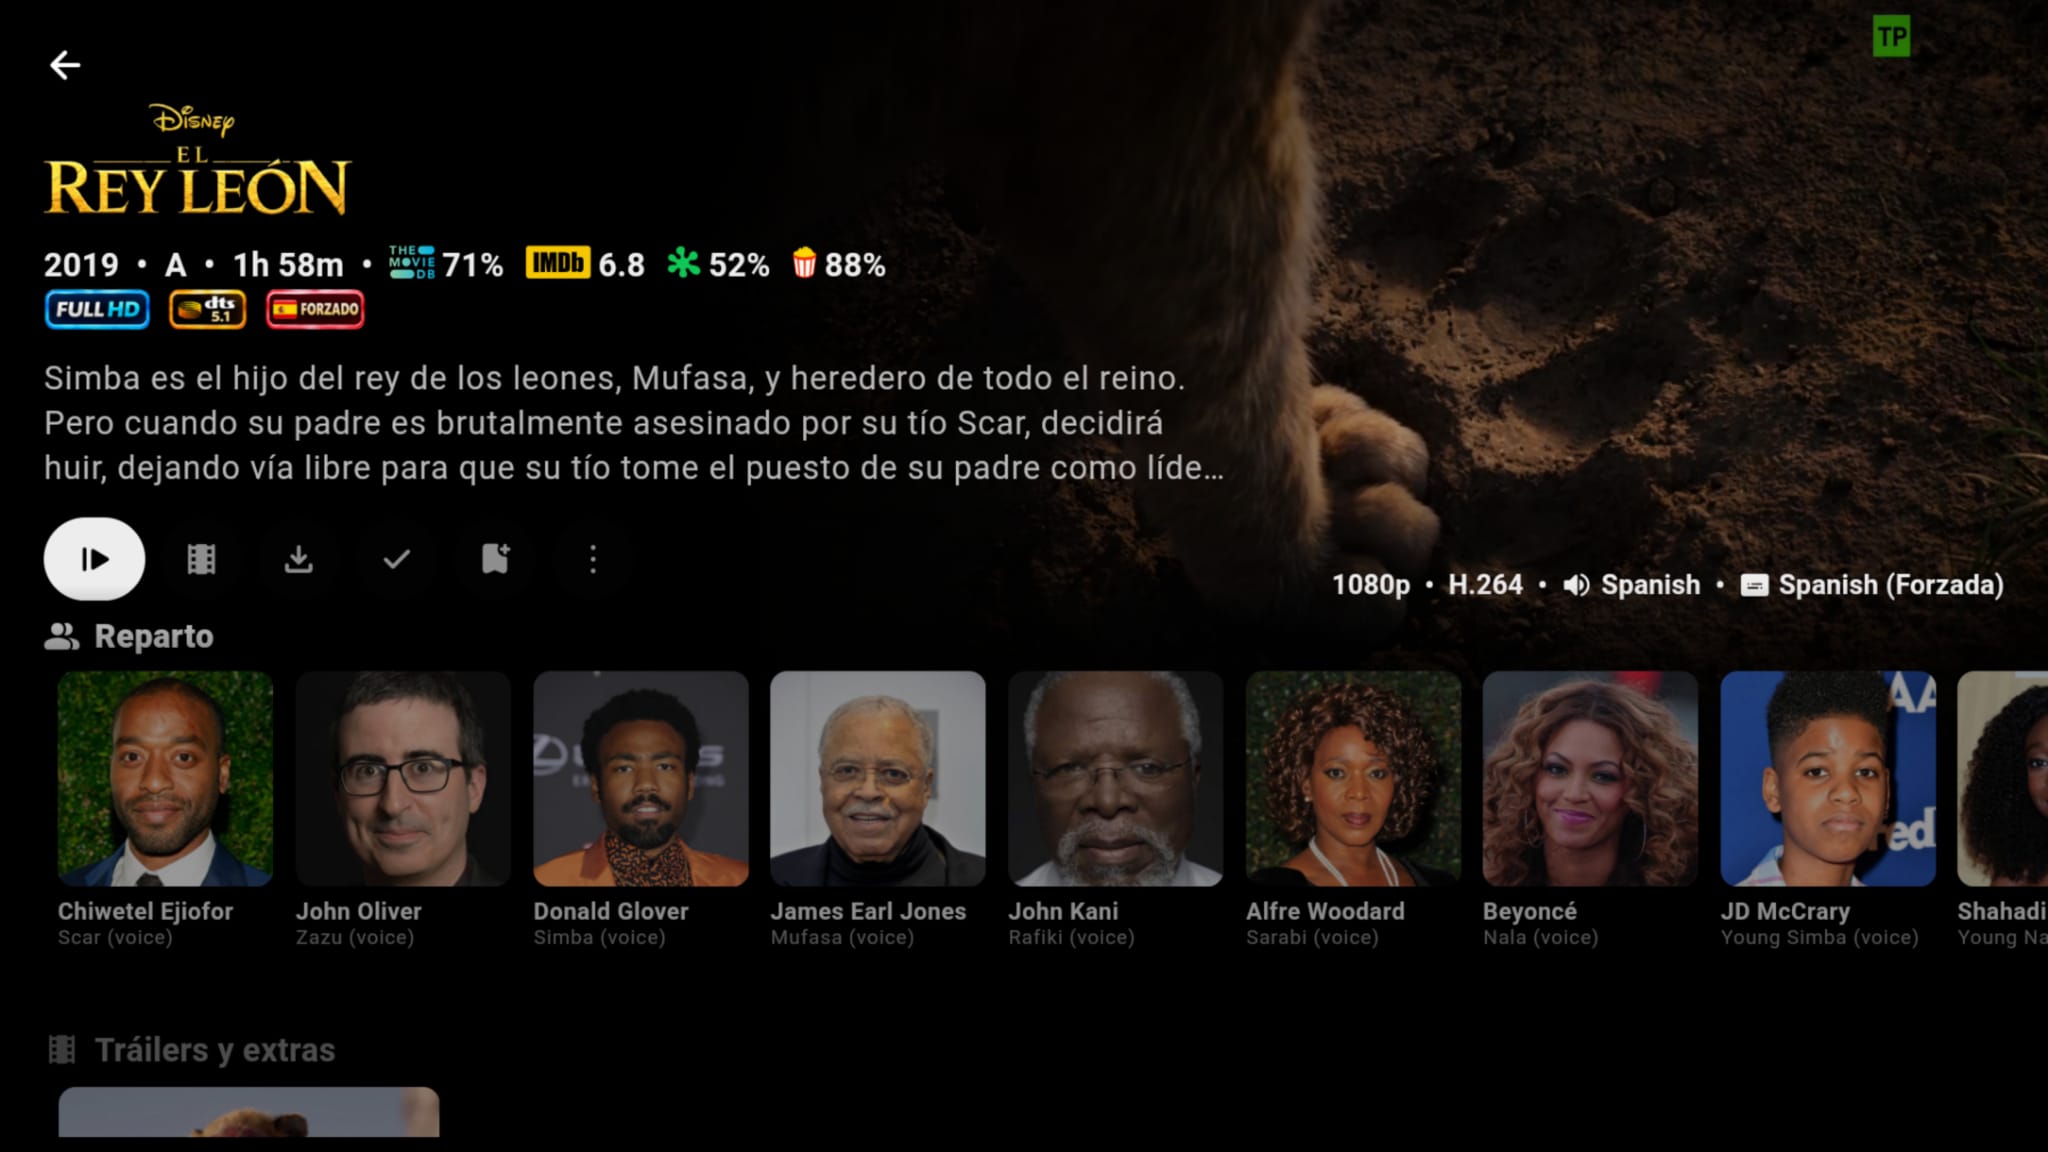 TP
Disney
EL
REY LEÓN
2019 • A • 1h 58m • THE MOVIE DB 71% IMDb 6.8 52% 88%
FULL HD dts 5.1 FORZADO
Simba es el hijo del rey de los leones, Mufasa, y heredero de todo el reino.
Pero cuando su padre es brutalmente asesinado por su tío Scar, decidirá
huir, dejando vía libre para que su tío tome el puesto de su padre como líde…
1080p • H.264 • Spanish • Spanish (Forzada)
Reparto
Chiwetel Ejiofor
Scar (voice)
John Oliver
Zazu (voice)
Donald Glover
Simba (voice)
James Earl Jones
Mufasa (voice)
John Kani
Rafiki (voice)
Alfre Woodard
Sarabi (voice)
Beyoncé
Nala (voice)
JD McCrary
Young Simba (voice)
Shahadi
Young Na
Tráilers y extras